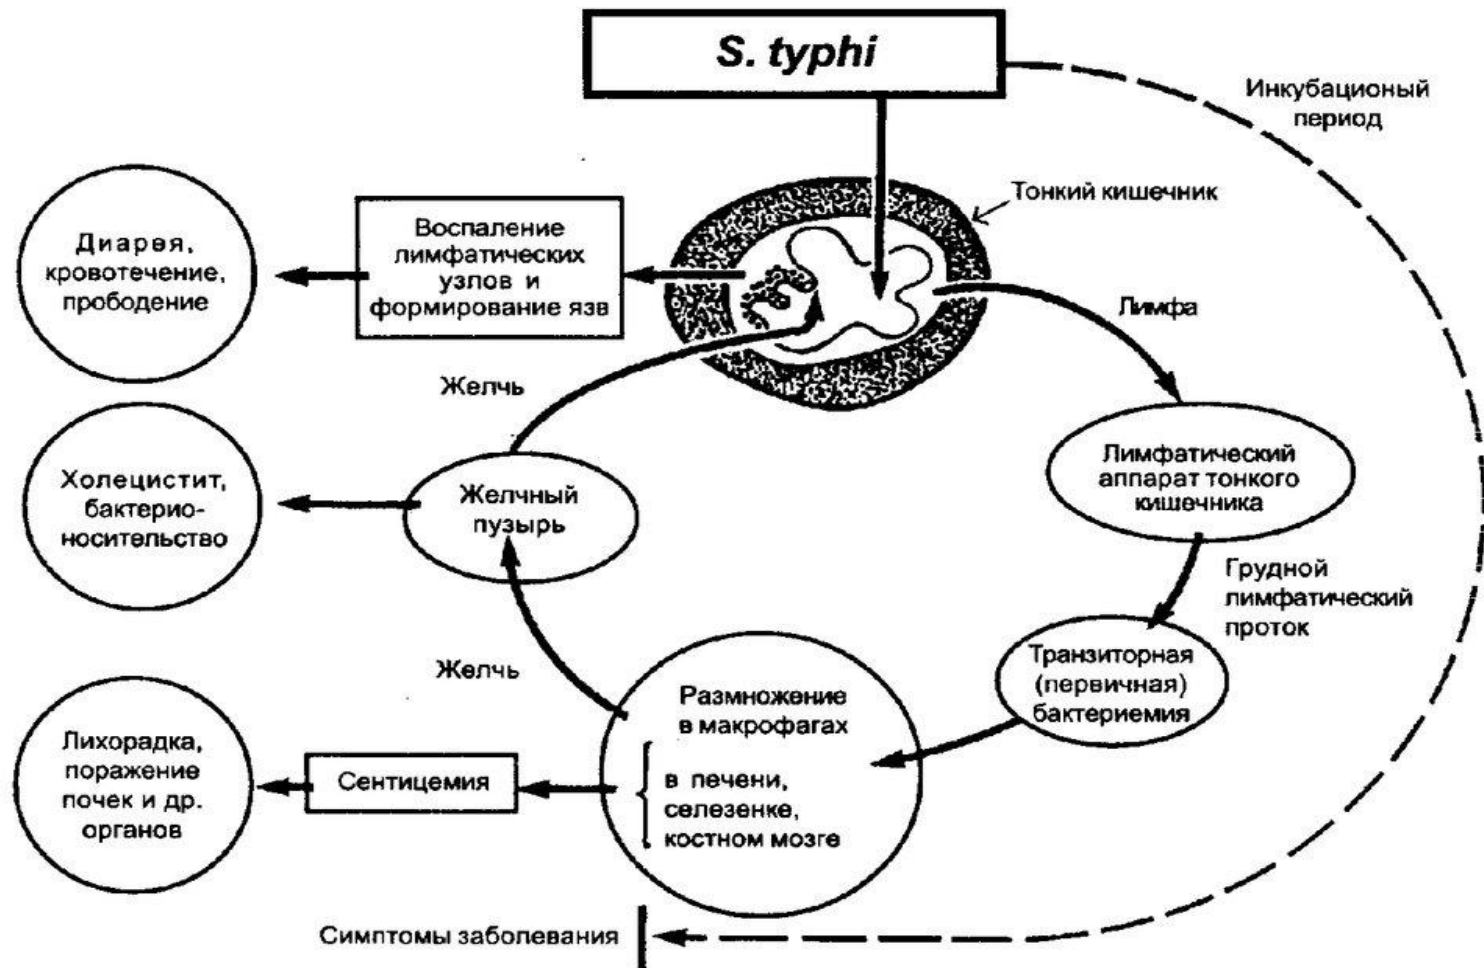 S. typhi
Инкубационый
период
Тонкий кишечник
Воспаление
лимфатических
узлов и
формирование язв
Диарея,
кровотечение,
прободение
Лимфа
Желчь
Лимфатический
аппарат тонкого
кишечника
Холецистит,
бактерио-
носительство
Желчный
пузырь
Грудной
лимфатический
проток
Транзиторная
(первичная)
бактериемия
Желчь
Размножение
в макрофагах
в печени,
селезенке,
костном мозге
Сентицемия
Лихорадка,
поражение
почек и др.
органов
Симптомы заболевания